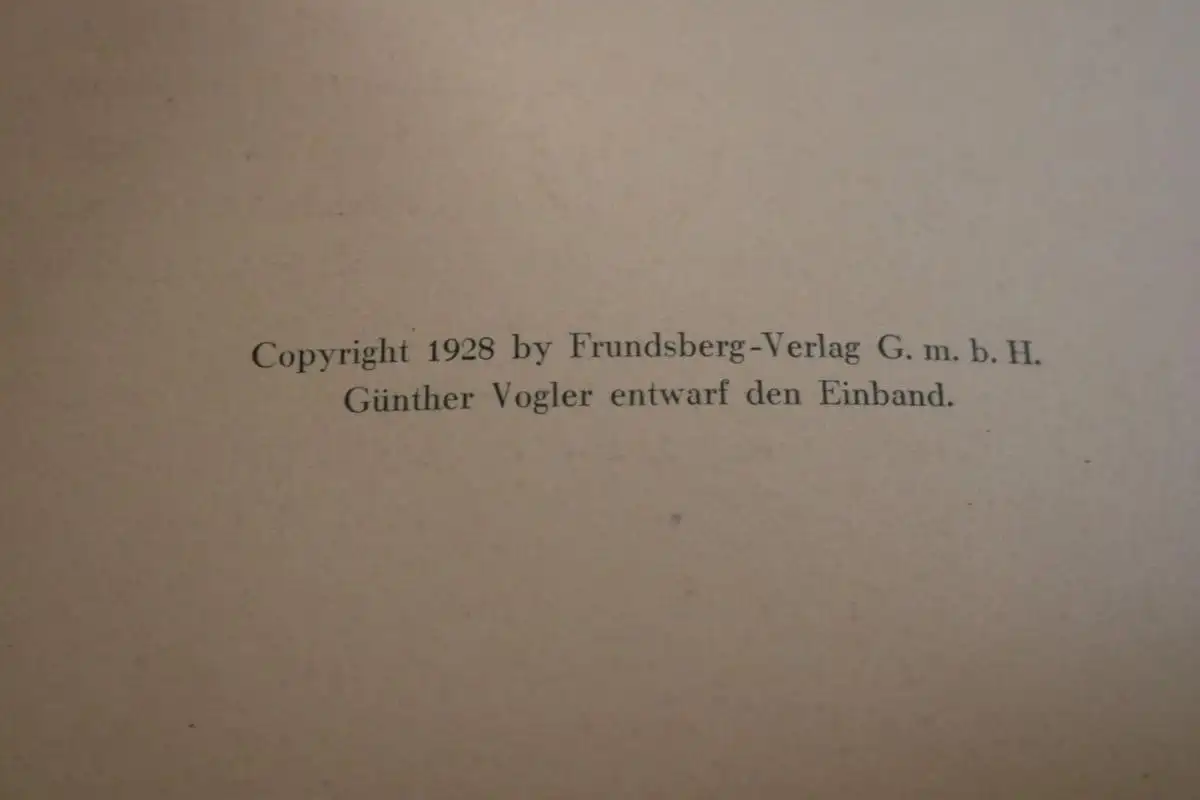 Copyright 1928 by Frundsberg-Verlag G. m. b. H.
Günther Vogler entwarf den Einband.